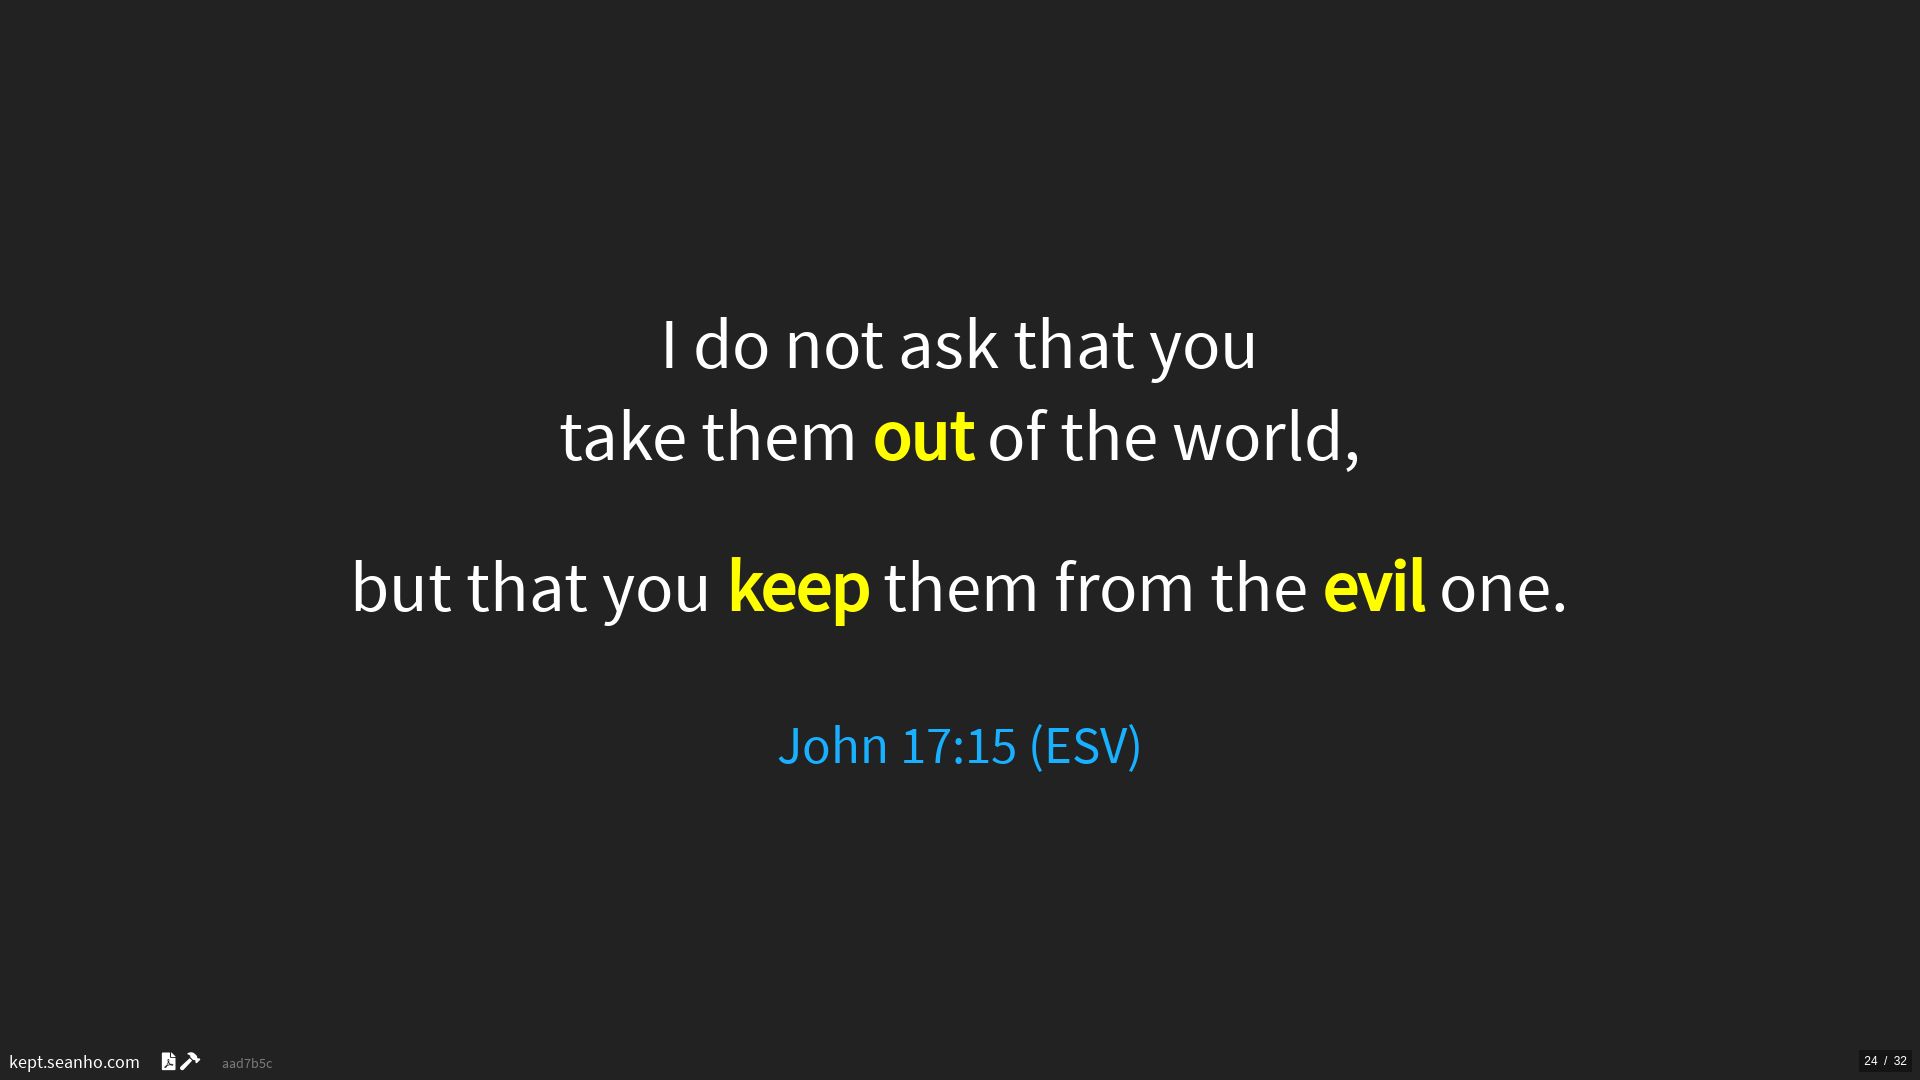 I do not ask that you
take them out of the world,
but that you keep them from the evil one.
John 17:15 (ESV)
kept.seanho.com aad7b5c
24 / 32